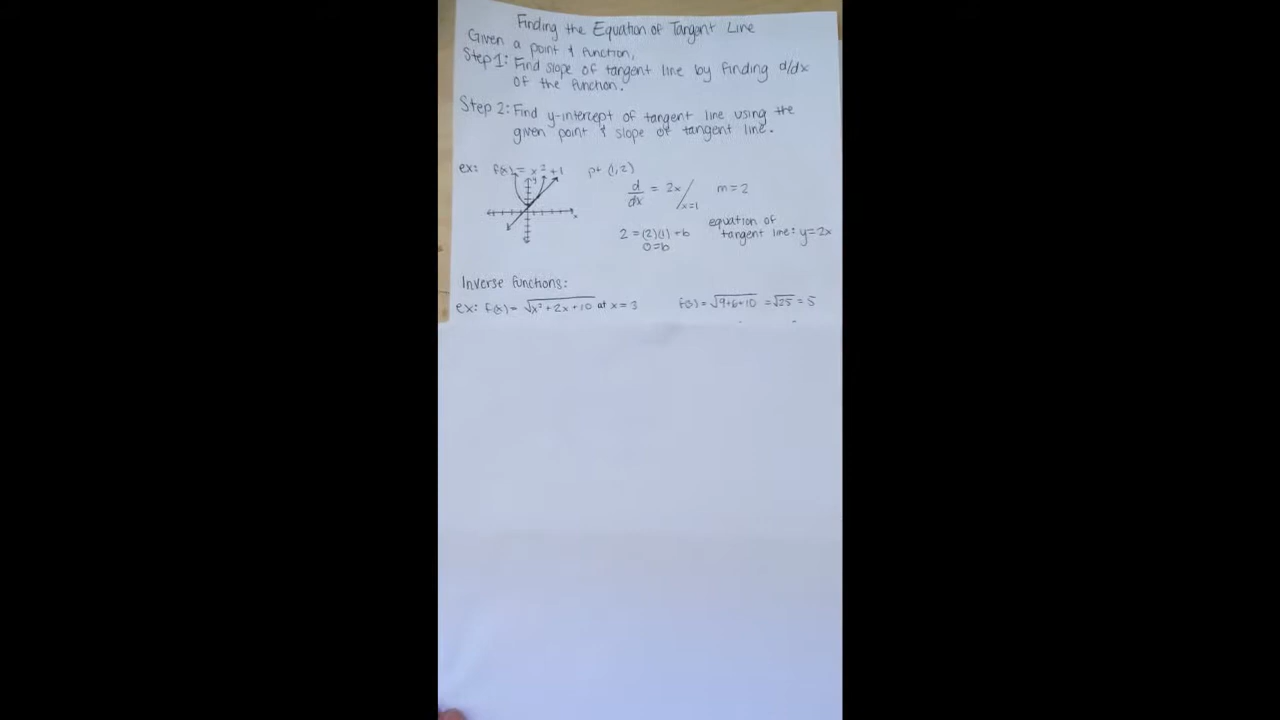 Finding the Equation of Tangent Line
Given a point & function,
Step 1: Find slope of tangent line by finding d/dx
of the function.
Step 2: Find y-intercept of tangent line using the
given point & slope of tangent line.
ex: f(x) = x² + 1 pt (1,2)
y
x
d/dx = 2x / x=1 m = 2
2 = (2)(1) + b
0 = b
equation of
tangent line: y = 2x
Inverse functions:
ex: f(x) = √x² + 2x + 10 at x = 3 f(3) = √9+6+10 = √25 = 5